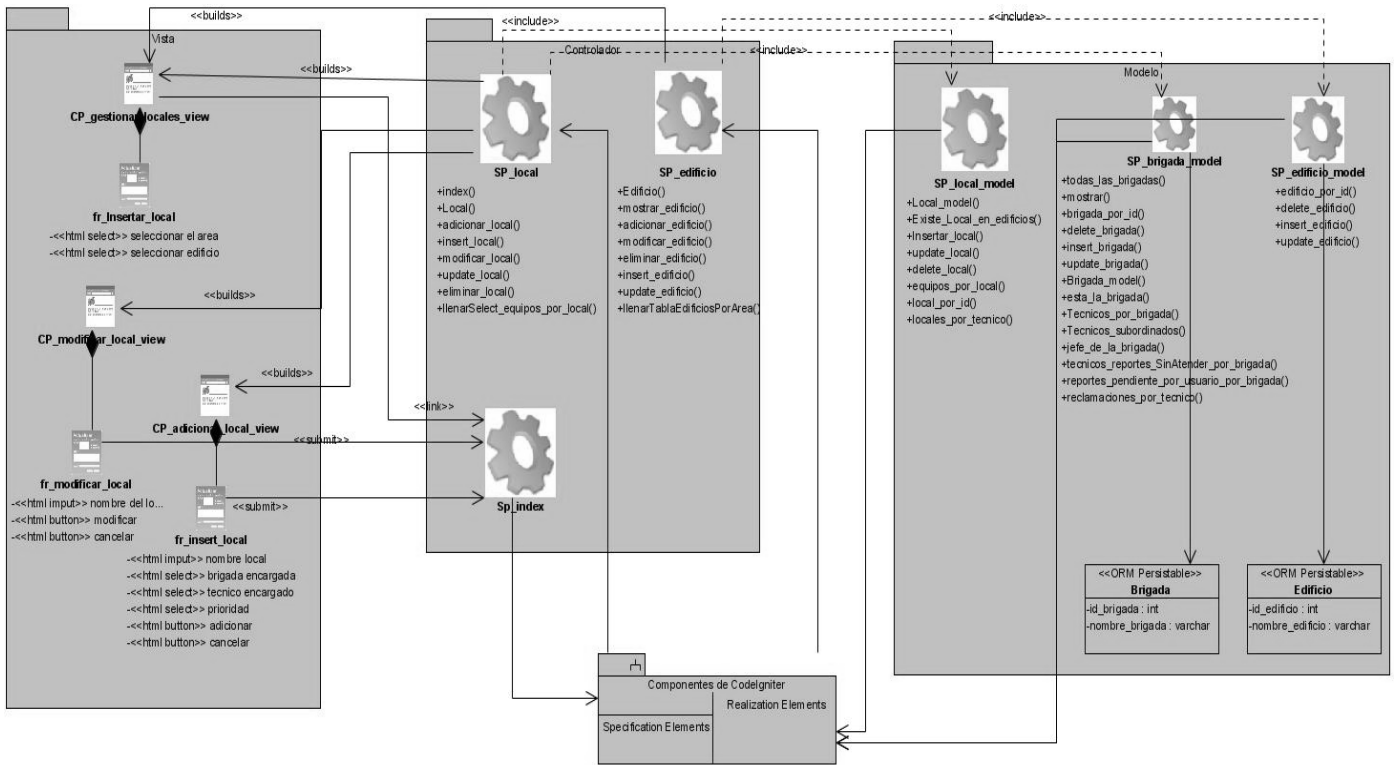 <<builds>>
<<include>>
<<include>>
Vista
Controlador
<<include>>
Modelo
<<builds>>
CP_gestionar_locales_view
fr_Insertar_local
-<<html select>> seleccionar el area
-<<html select>> seleccionar edificio
<<builds>>
CP_modificar_local_view
<<builds>>
CP_adicionar_local_view
<<link>>
<<submit>>
fr_modificar_local
-<<html imput>> nombre del lo...
-<<html button>> modificar
-<<html button>> cancelar
<<submit>>
fr_insert_local
-<<html imput>> nombre local
-<<html select>> brigada encargada
-<<html select>> tecnico encargado
-<<html select>> prioridad
-<<html button>> adicionar
-<<html button>> cancelar
SP_local
+index()
+Local()
+adicionar_local()
+insert_local()
+modificar_local()
+update_local()
+eliminar_local()
+llenarSelect_equipos_por_local()
SP_edificio
+Edificio()
+mostrar_edificio()
+adicionar_edificio()
+modificar_edificio()
+eliminar_edificio()
+insert_edificio()
+update_edificio()
+llenarTablaEdificiosPorArea()
Sp_index
SP_local_model
+Local_model()
+Existe_Local_en_edificios()
+Insertar_local()
+update_local()
+delete_local()
+equipos_por_local()
+local_por_id()
+locales_por_tecnico()
SP_brigada_model
+todas_las_brigadas()
+mostrar()
+brigada_por_id()
+delete_brigada()
+insert_brigada()
+update_brigada()
+Brigada_model()
+esta_la_brigada()
+Tecnicos_por_brigada()
+Tecnicos_subordinados()
+jefe_de_la_brigada()
+tecnicos_reportes_SinAtender_por_brigada()
+reportes_pendiente_por_usuario_por_brigada()
+reclamaciones_por_tecnico()
SP_edificio_model
+edificio_por_id()
+delete_edificio()
+insert_edificio()
+update_edificio()
<<ORM Persistable>>
Brigada
-id_brigada : int
-nombre_brigada : varchar
<<ORM Persistable>>
Edificio
-id_edificio : int
-nombre_edificio : varchar
Componentes de CodeIgniter
Realization Elements
Specification Elements